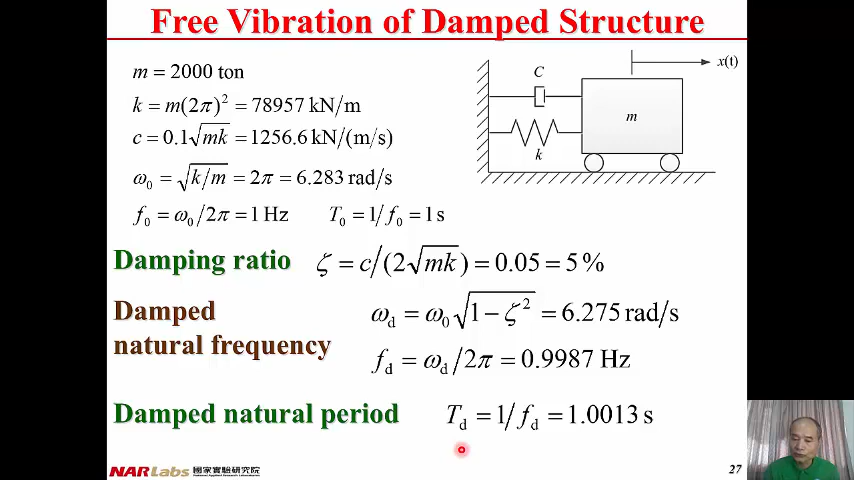 Free Vibration of Damped Structure
m = 2000 ton
k = m(2π)² = 78957 kN/m
c = 0.1√mk = 1256.6 kN/(m/s)
ω₀ = √k/m = 2π = 6.283 rad/s
f₀ = ω₀/2π = 1 Hz T₀ = 1/f₀ = 1 s
C
k
m
x(t)
Damping ratio ζ = c/(2√mk) = 0.05 = 5%
Damped
natural frequency
ω_d = ω₀√1 − ζ² = 6.275 rad/s
f_d = ω_d/2π = 0.9987 Hz
Damped natural period T_d = 1/f_d = 1.0013 s
NARLabs 國家實驗研究院
27